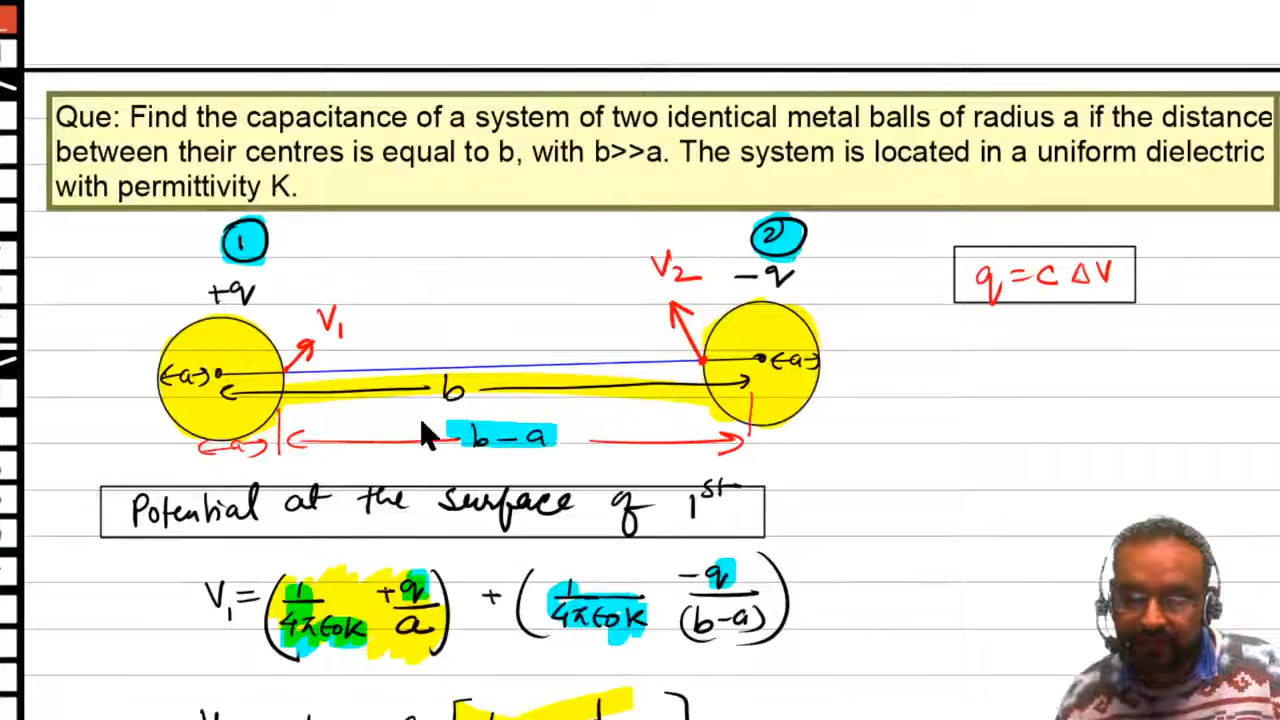 Que: Find the capacitance of a system of two identical metal balls of radius a if the distance
between their centres is equal to b, with b>>a. The system is located in a uniform dielectric
with permittivity K.
1 2
+q V₁ V₂ -q q = C ΔV
a a
b
a b-a
Potential at the surface of 1st
V₁ = (1/4πε₀K +q/a) + (1/4πε₀K -q/(b-a))